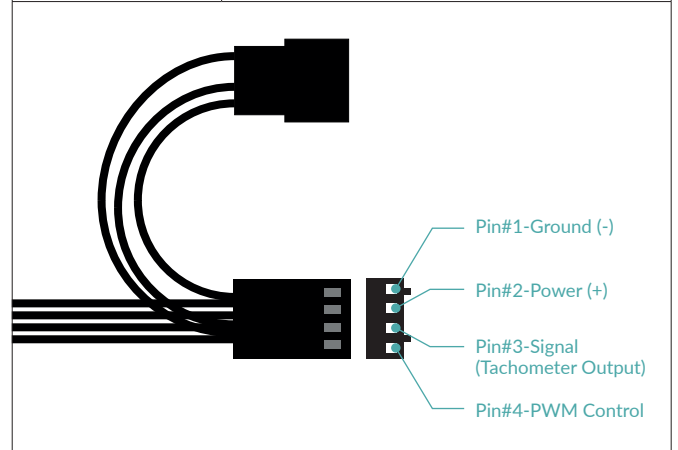 Pin#1-Ground (-)
Pin#2-Power (+)
Pin#3-Signal
(Tachometer Output)
Pin#4-PWM Control